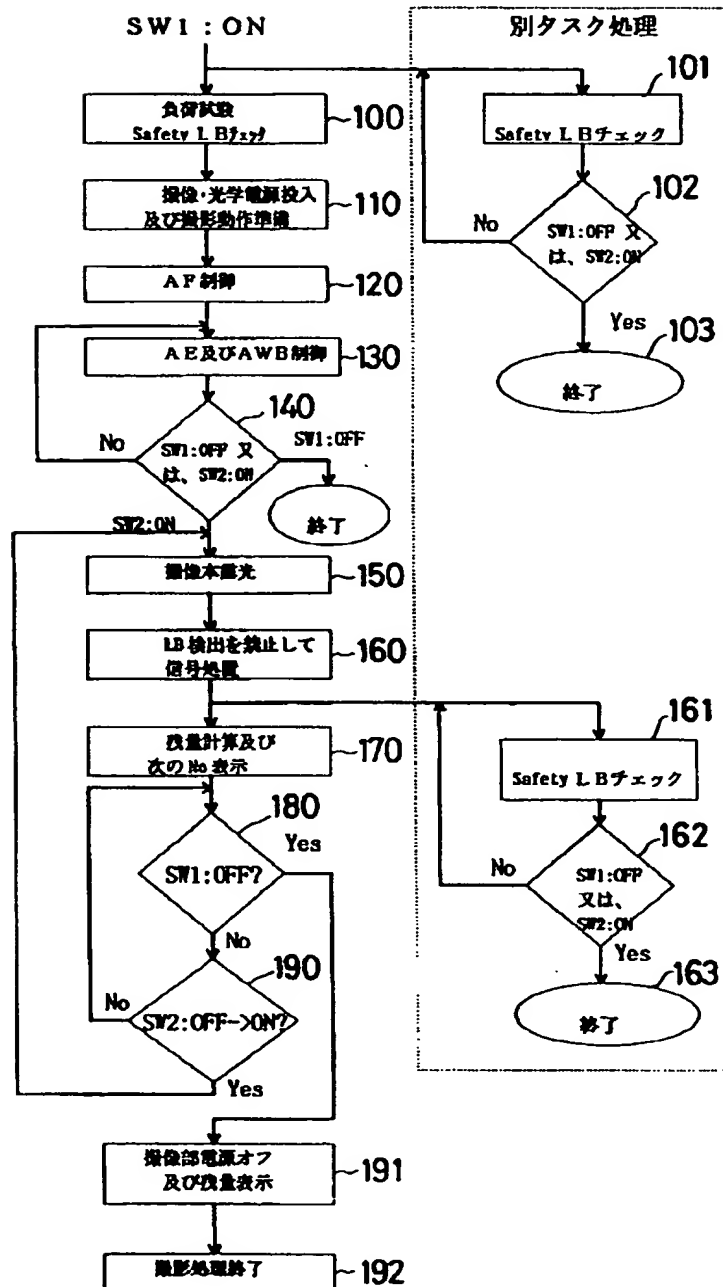 SW1:ON
負荷試験
Safety LBチェック
100
撮像・光学電源投入
及び撮影動作準備
110
AF制御
120
AE及びAWB制御
130
140
No
SW1:OFF 又
は、SW2:ON
SW1:OFF
終了
SW2:ON
撮像本露光
150
LB検出を禁止して
信号処置
160
残量計算及び
次のNo表示
170
180
Yes
SW1:OFF?
No
190
No
SW2:OFF->ON?
Yes
撮像部電源オフ
及び残量表示
191
撮影処理終了
192
別タスク処理
101
Safety LBチェック
102
No
SW1:OFF 又
は、SW2:ON
Yes
103
終了
161
Safety LBチェック
162
No
SW1:OFF
又は、
SW2:ON
Yes
163
終了